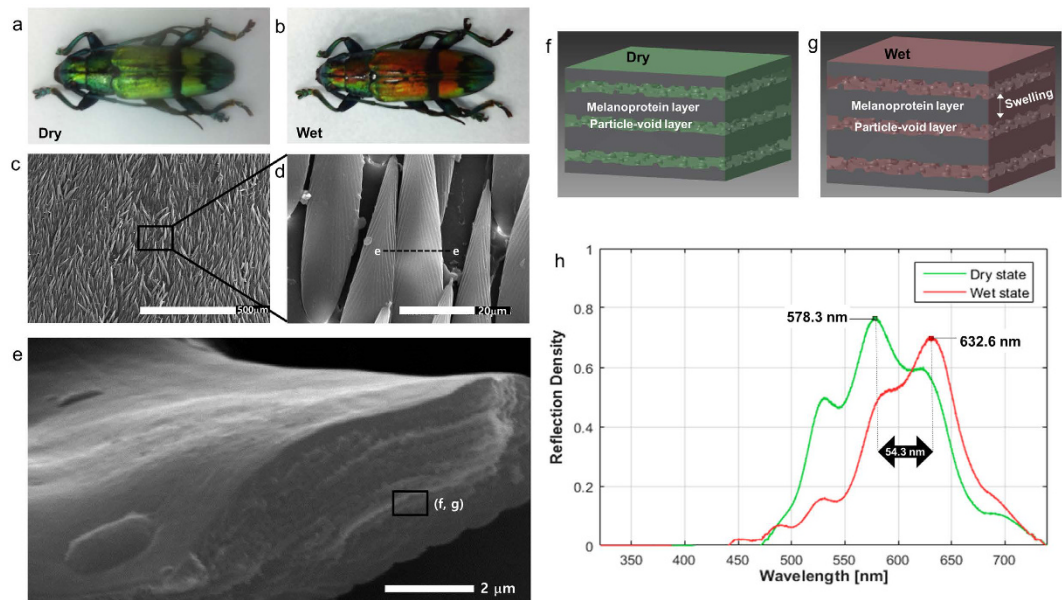 a
b
Dry
Wet
c
d
500μm
e
e
20μm
e
(f, g)
2 μm
f
g
Dry
Melanoprotein layer
Particle-void layer
Wet
Melanoprotein layer
Particle-void layer
Swelling
h
Dry state
Wet state
578.3 nm
632.6 nm
54.3 nm
Reflection Density
1
0.8
0.6
0.4
0.2
0
350
400
450
500
550
600
650
700
Wavelength [nm]